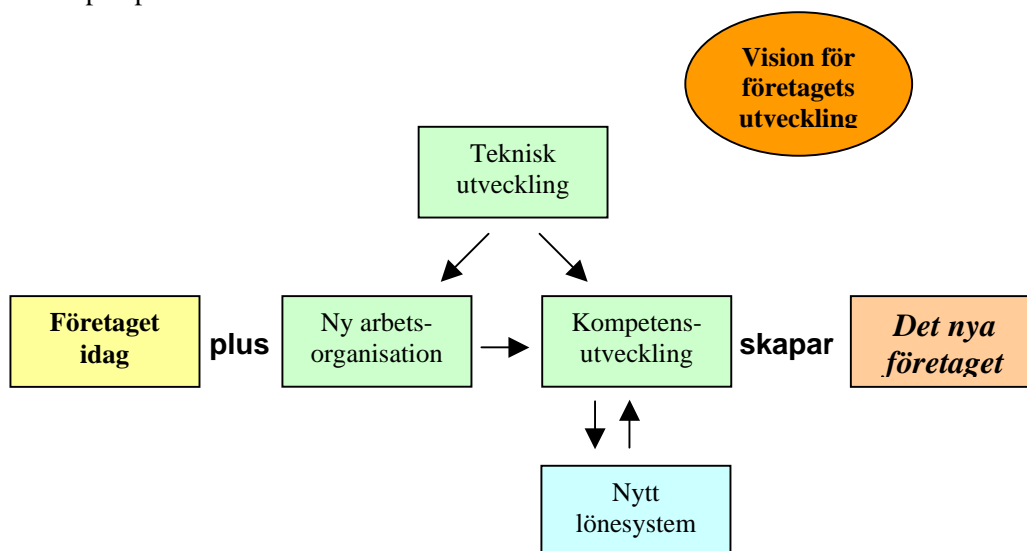 Vision för
företagets
utveckling
Teknisk
utveckling
Företaget
idag
plus
Ny arbets-
organisation
Kompetens-
utveckling
skapar
Det nya
företaget
Nytt
lönesystem